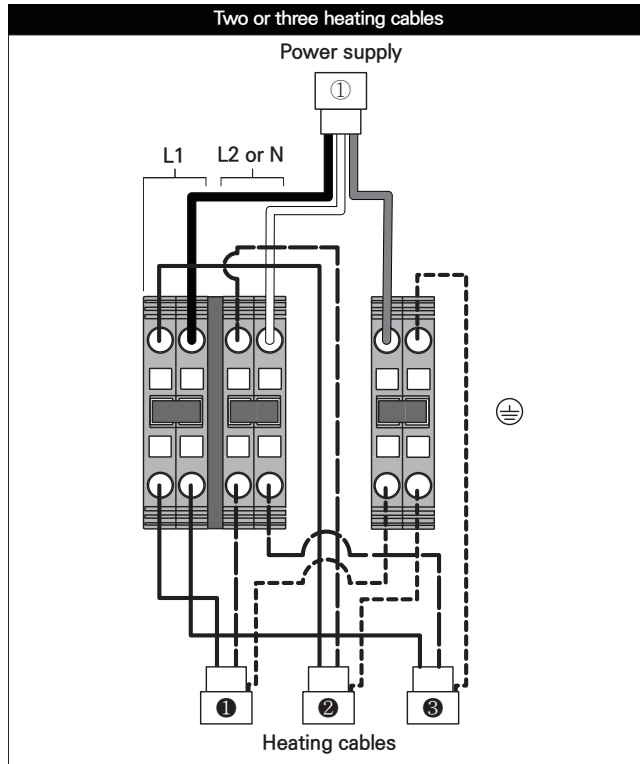 Two or three heating cables
Power supply
①
L1
L2 or N
❶
❷
❸
Heating cables